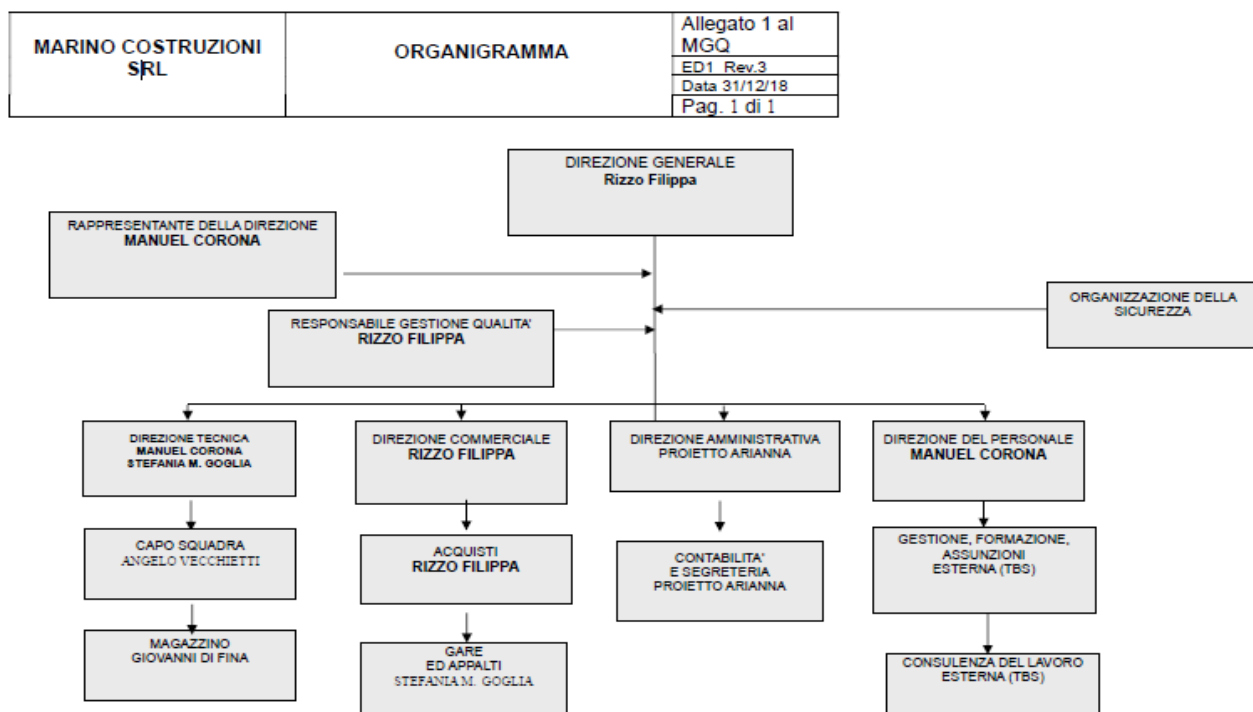 MARINO COSTRUZIONI
SRL
ORGANIGRAMMA
Allegato 1 al
MGQ
ED1 Rev.3
Data 31/12/18
Pag. 1 di 1
DIREZIONE GENERALE
Rizzo Filippa
RAPPRESENTANTE DELLA DIREZIONE
MANUEL CORONA
ORGANIZZAZIONE DELLA
SICUREZZA
RESPONSABILE GESTIONE QUALITA'
RIZZO FILIPPA
DIREZIONE TECNICA
MANUEL CORONA
STEFANIA M. GOGLIA
DIREZIONE COMMERCIALE
RIZZO FILIPPA
DIREZIONE AMMINISTRATIVA
PROIETTO ARIANNA
DIREZIONE DEL PERSONALE
MANUEL CORONA
CAPO SQUADRA
ANGELO VECCHIETTI
ACQUISTI
RIZZO FILIPPA
CONTABILITA'
E SEGRETERIA
PROIETTO ARIANNA
GESTIONE, FORMAZIONE,
ASSUNZIONI
ESTERNA (TBS)
MAGAZZINO
GIOVANNI DI FINA
GARE
ED APPALTI
STEFANIA M. GOGLIA
CONSULENZA DEL LAVORO
ESTERNA (TBS)